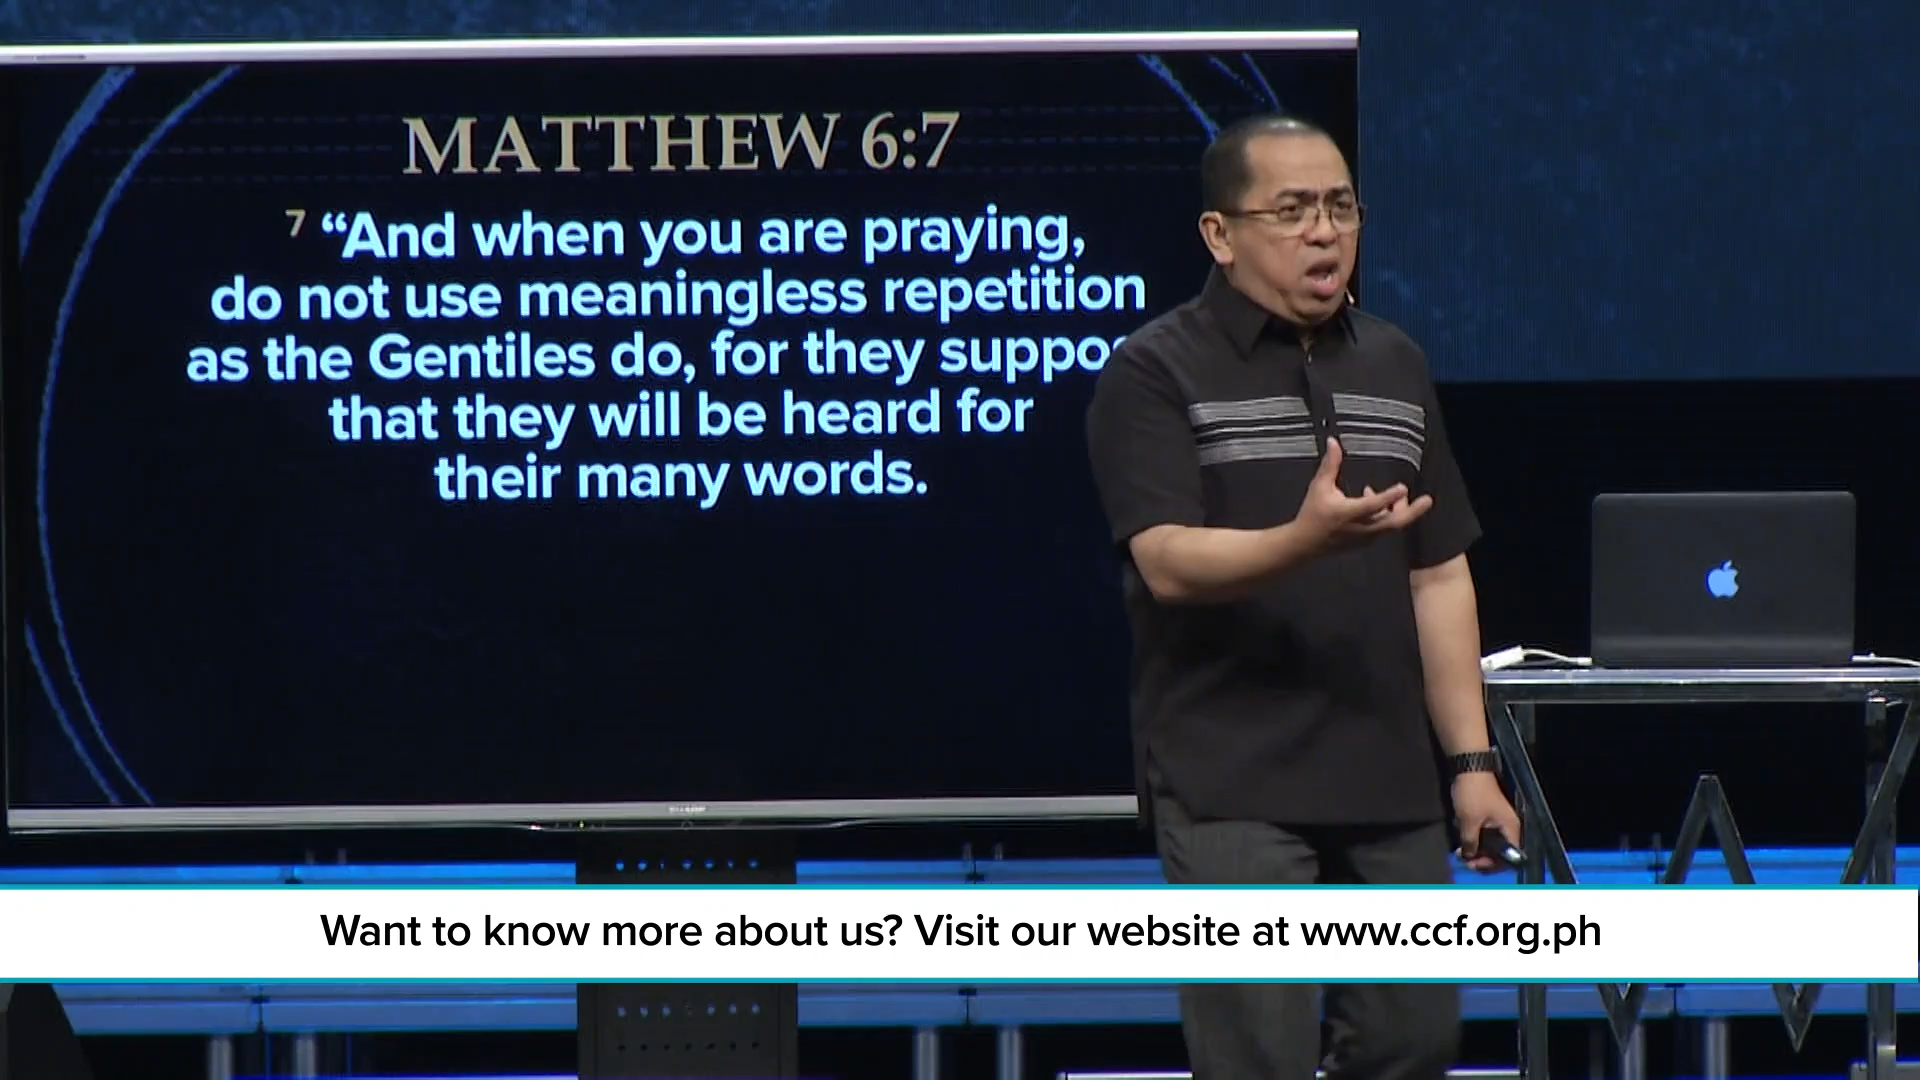 MATTHEW 6:7
7 “And when you are praying,
do not use meaningless repetition
as the Gentiles do, for they suppo
that they will be heard for
their many words.
Want to know more about us? Visit our website at www.ccf.org.ph